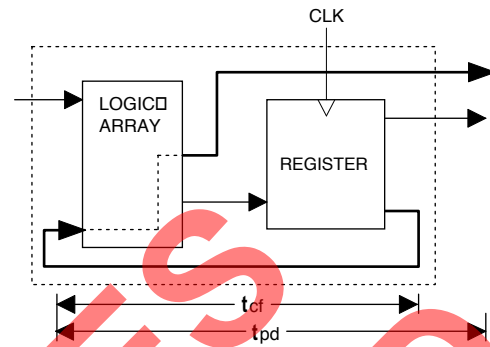 CLK
LOGIC□
ARRAY
REGISTER
tcf
tpd